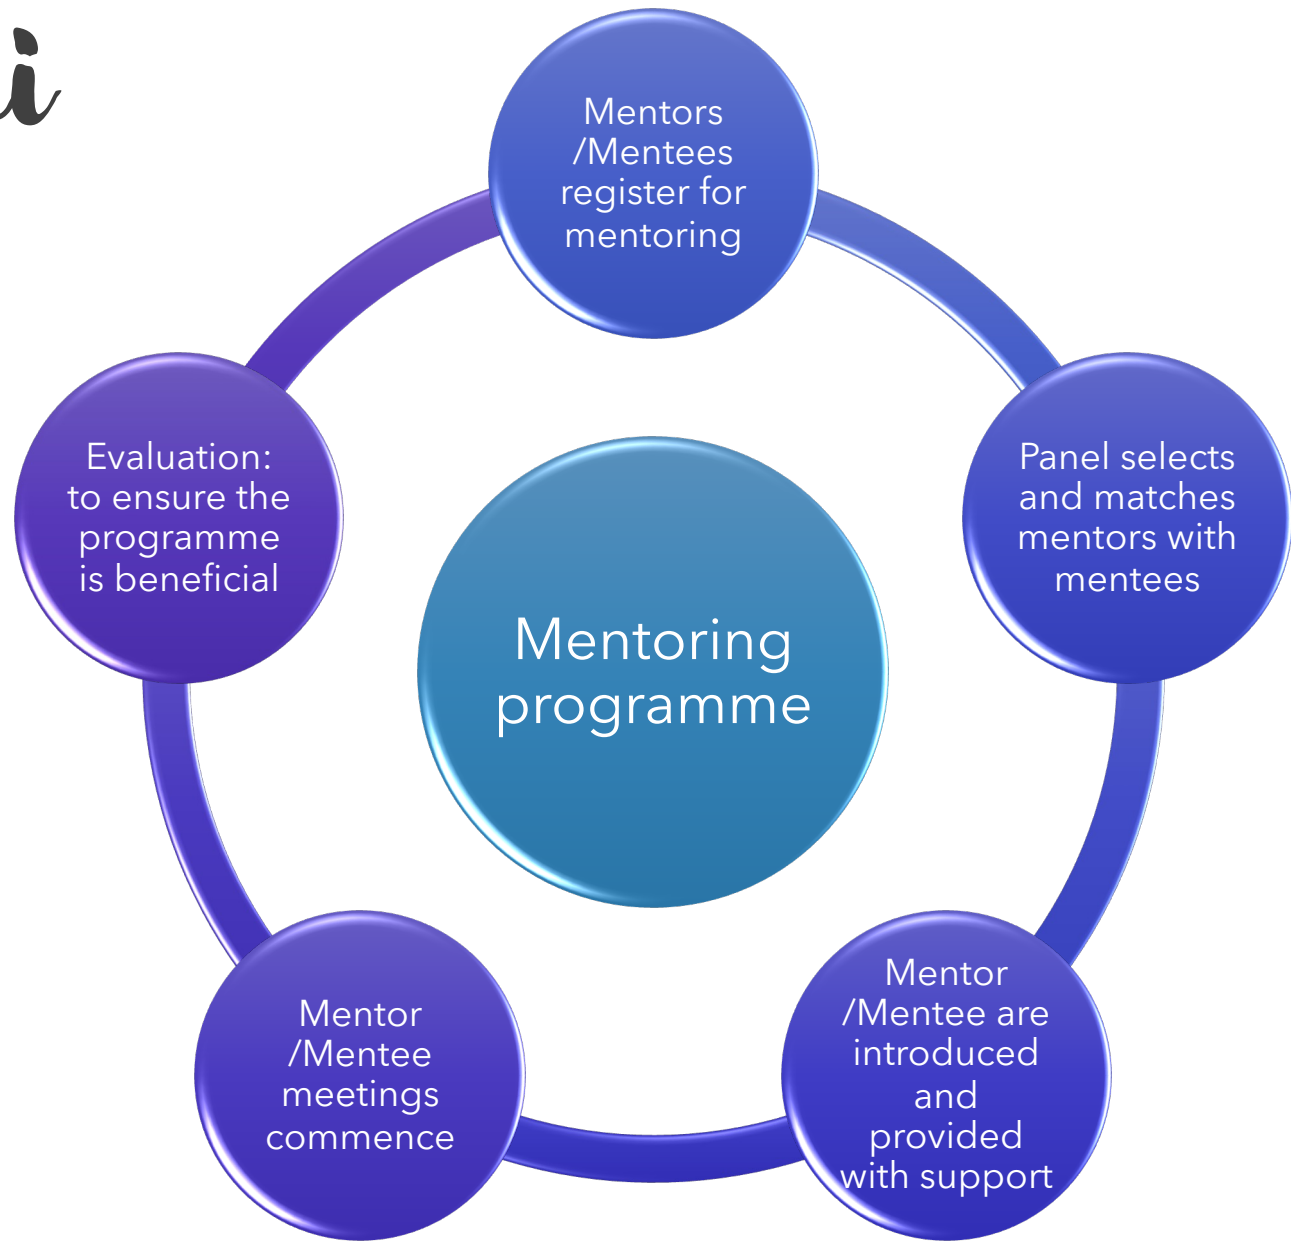 Mentors
/Mentees
register for
mentoring
Panel selects
and matches
mentors with
mentees
Mentor
/Mentee are
introduced
and
provided
with support
Mentor
/Mentee
meetings
commence
Evaluation:
to ensure the
programme
is beneficial
Mentoring
programme